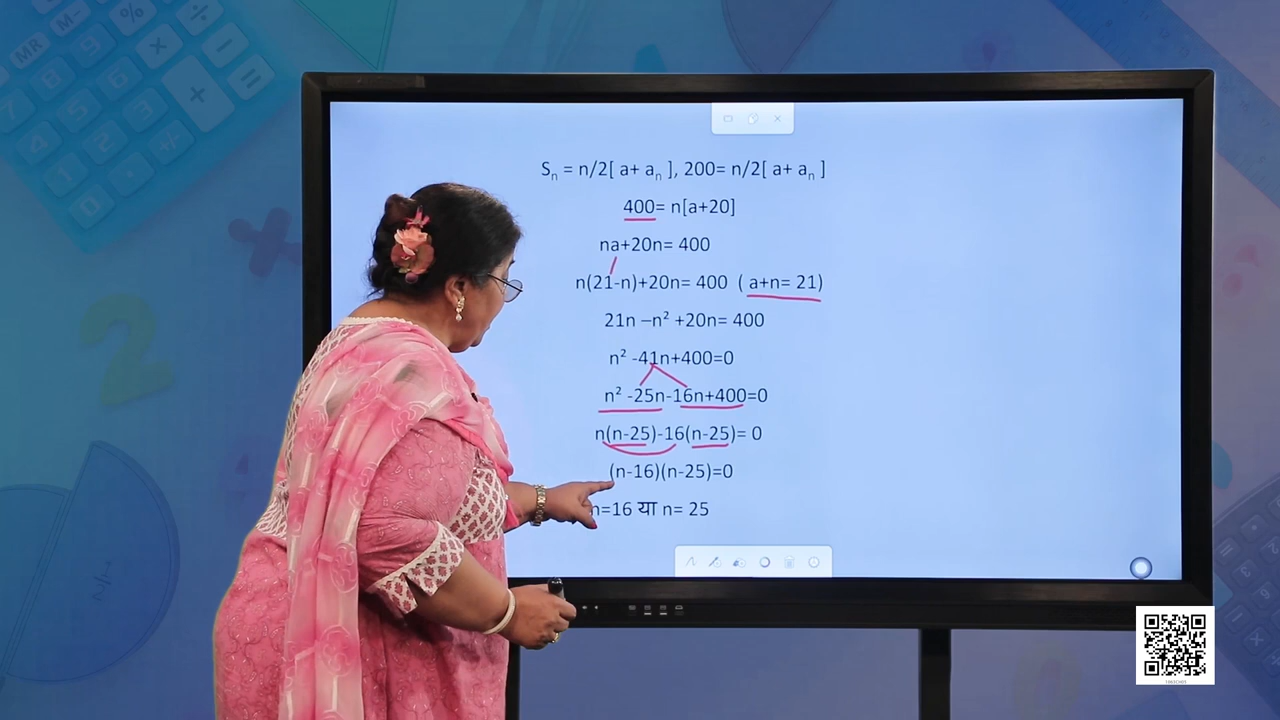 Sₙ = n/2[ a+ aₙ ], 200= n/2[ a+ aₙ ]
400= n[a+20]
na+20n= 400
n(21-n)+20n= 400 ( a+n= 21)
21n –n² +20n= 400
n² -41n+400=0
n² -25n-16n+400=0
n(n-25)-16(n-25)= 0
(n-16)(n-25)=0
n=16 या n= 25